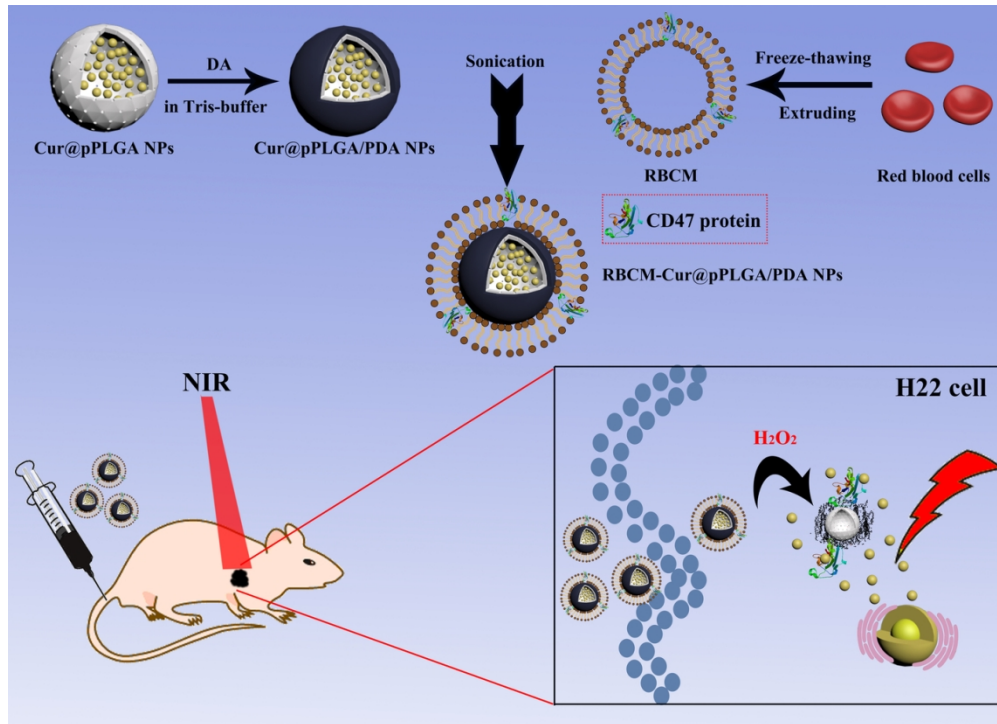 DA
in Tris-buffer
Cur@pPLGA NPs
Cur@pPLGA/PDA NPs
Sonication
RBCM
Freeze-thawing
Extruding
Red blood cells
CD47 protein
RBCM-Cur@pPLGA/PDA NPs
NIR
H22 cell
H₂O₂